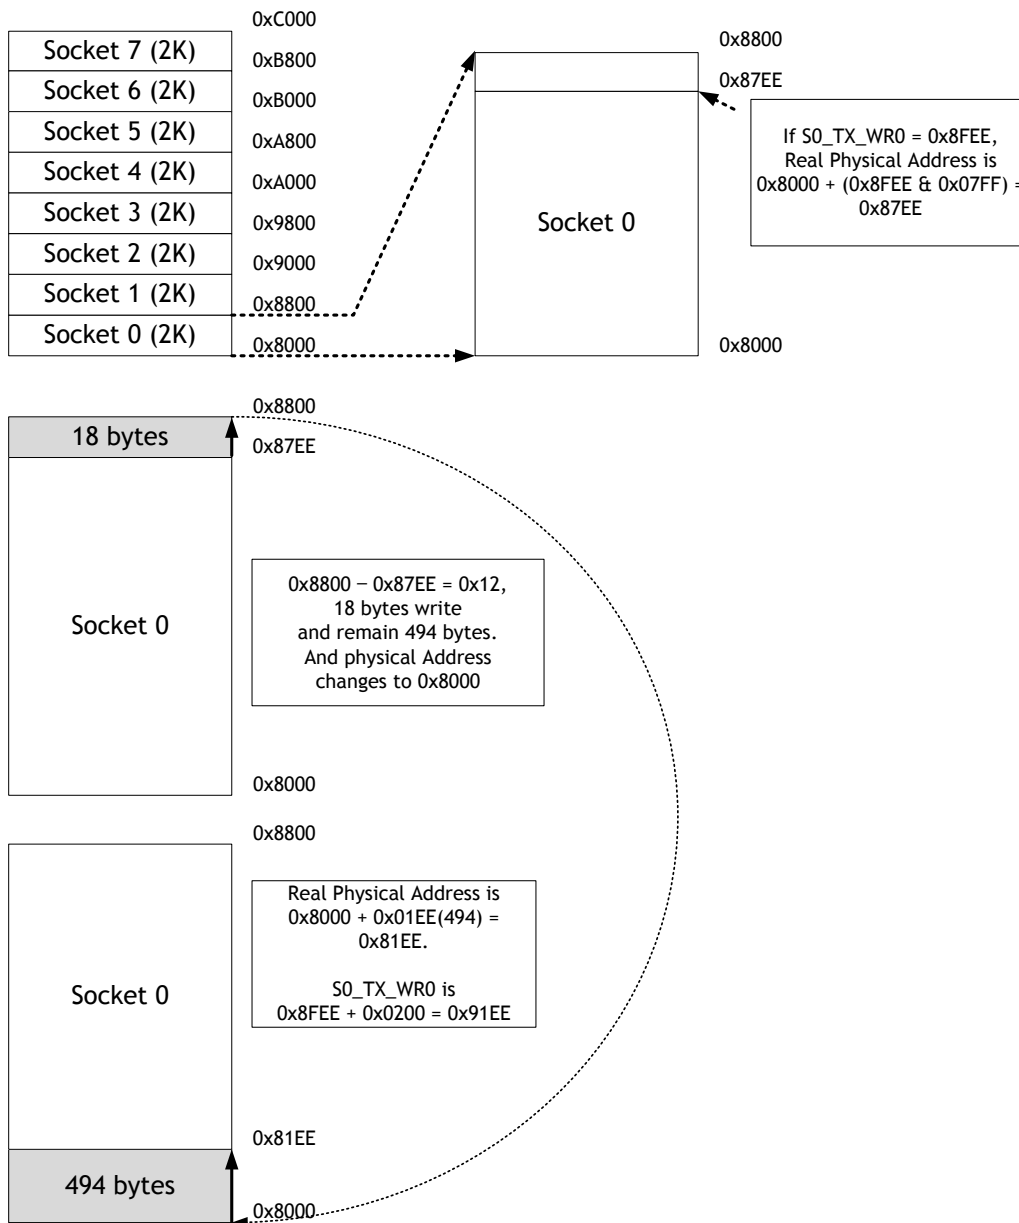 0xC000
Socket 7 (2K)
0xB800
Socket 6 (2K)
0xB000
Socket 5 (2K)
0xA800
Socket 4 (2K)
0xA000
Socket 3 (2K)
0x9800
Socket 2 (2K)
0x9000
Socket 1 (2K)
0x8800
Socket 0 (2K)
0x8000
0x8800
0x87EE
Socket 0
0x8000
If S0_TX_WR0 = 0x8FEE,
Real Physical Address is
0x8000 + (0x8FEE & 0x07FF) =
0x87EE
0x8800
18 bytes
0x87EE
Socket 0
0x8800 – 0x87EE = 0x12,
18 bytes write
and remain 494 bytes.
And physical Address
changes to 0x8000
0x8000
0x8800
Socket 0
Real Physical Address is
0x8000 + 0x01EE(494) =
0x81EE.
S0_TX_WR0 is
0x8FEE + 0x0200 = 0x91EE
0x81EE
494 bytes
0x8000